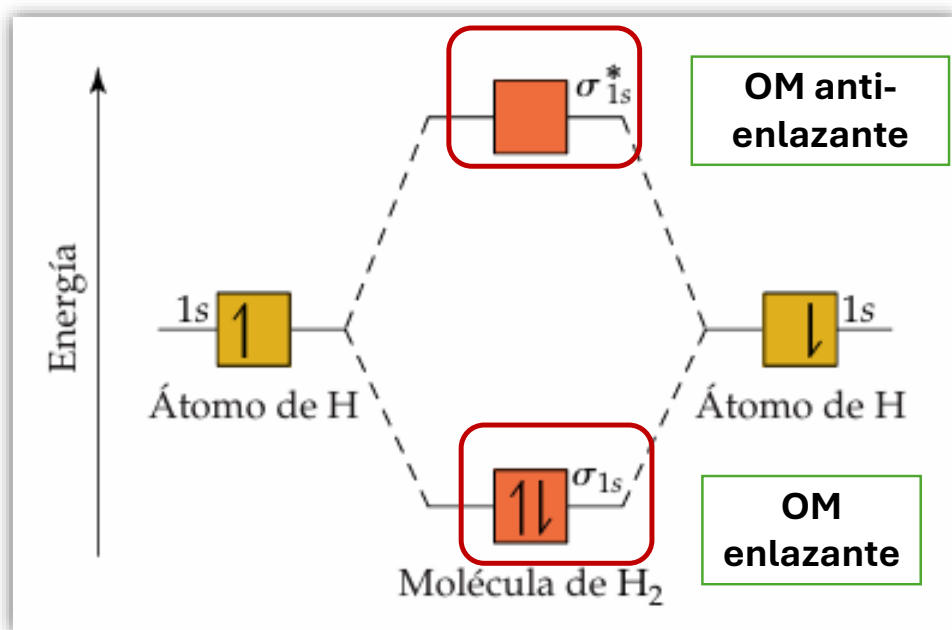 σ*1s
OM anti-
enlazante
Energía
1s
1s
Átomo de H
Átomo de H
σ1s
OM
enlazante
Molécula de H2